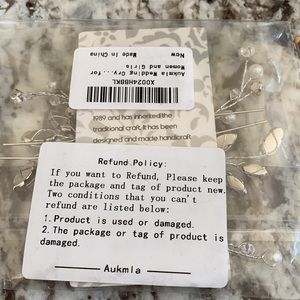 New Made In China
Aukmla Wedding Cry... for
Women and Girls
X0024HBBKL
1989 and has inherited the
traditional craft. It has been
designed and made handicraft
Refund Policy:
If you want to Refund, Please keep
the package and tag of product new.
Two conditions that you can't
refund are listed below:
1. Product is used or damaged.
2. The package or tag of product is
damaged.
Aukmla